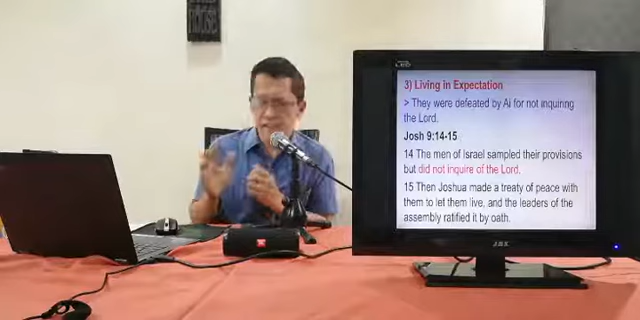 house
LED
3) Living in Expectation
> They were defeated by Ai for not inquiring
the Lord.
Josh 9:14-15
14 The men of Israel sampled their provisions
but did not inquire of the Lord.
15 Then Joshua made a treaty of peace with
them to let them live, and the leaders of the
assembly ratified it by oath.
JBL